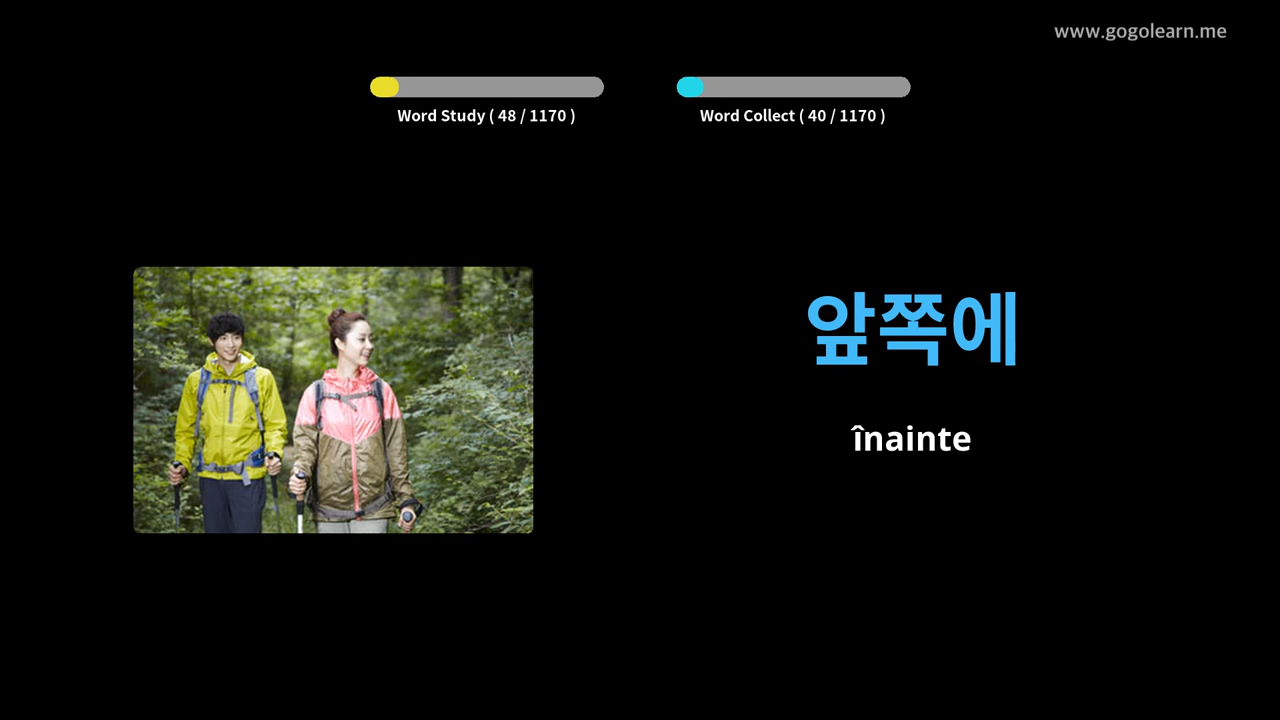 www.gogolearn.me
Word Study ( 48 / 1170 )
Word Collect ( 40 / 1170 )
앞쪽에
înainte